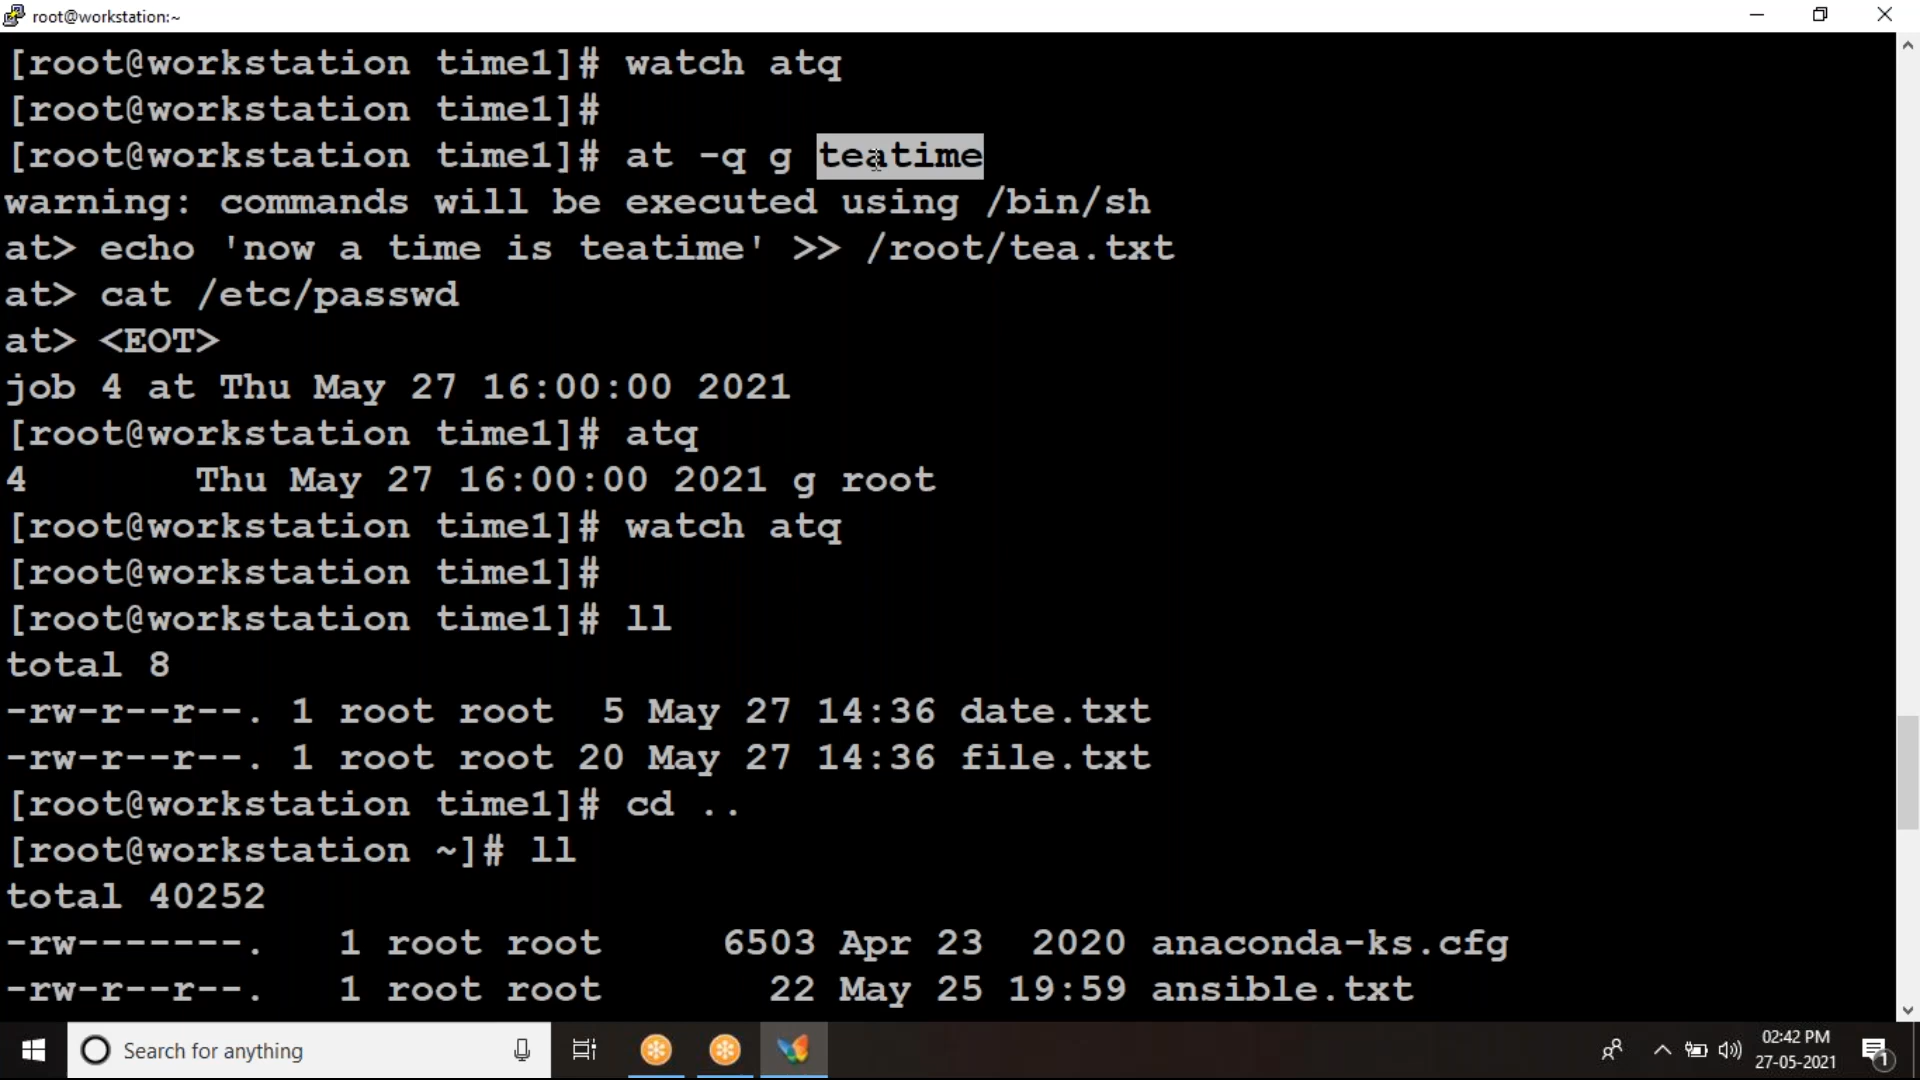 root@workstation:~
[root@workstation time1]# watch atq
[root@workstation time1]#
[root@workstation time1]# at -q g teatime
warning: commands will be executed using /bin/sh
at> echo 'now a time is teatime' >> /root/tea.txt
at> cat /etc/passwd
at> <EOT>
job 4 at Thu May 27 16:00:00 2021
[root@workstation time1]# atq
4       Thu May 27 16:00:00 2021 g root
[root@workstation time1]# watch atq
[root@workstation time1]#
[root@workstation time1]# ll
total 8
-rw-r--r--. 1 root root  5 May 27 14:36 date.txt
-rw-r--r--. 1 root root 20 May 27 14:36 file.txt
[root@workstation time1]# cd ..
[root@workstation ~]# ll
total 40252
-rw-------.   1 root root     6503 Apr 23  2020 anaconda-ks.cfg
-rw-r--r--.   1 root root       22 May 25 19:59 ansible.txt
Search for anything
02:42 PM
27-05-2021
1